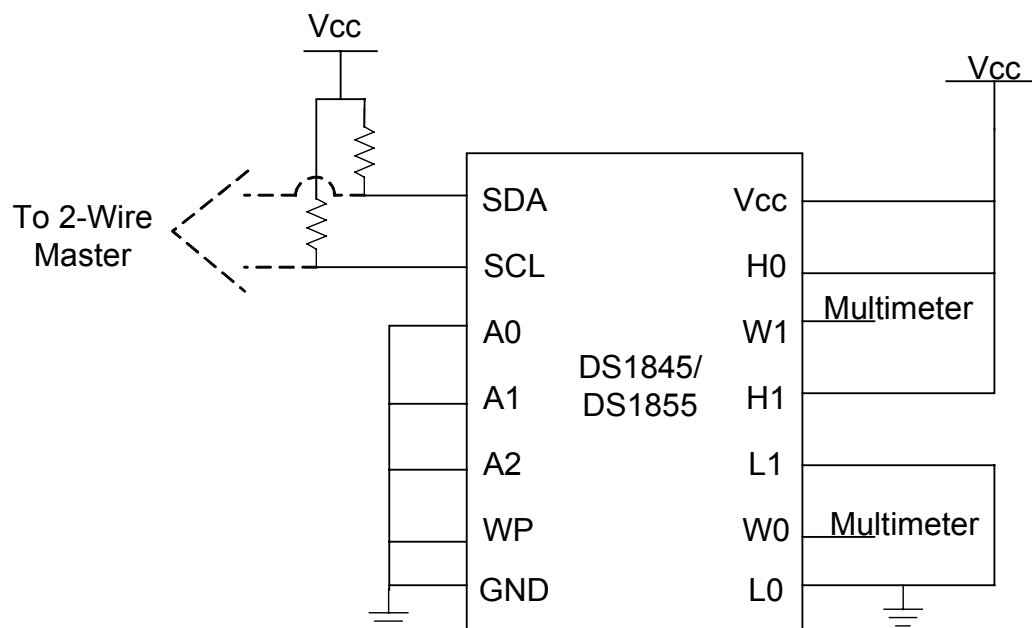 Vcc
Vcc
To 2-Wire
Master
SDA
Vcc
SCL
H0
Multimeter
A0
W1
DS1845/
DS1855
A1
H1
A2
L1
WP
W0
Multimeter
GND
L0